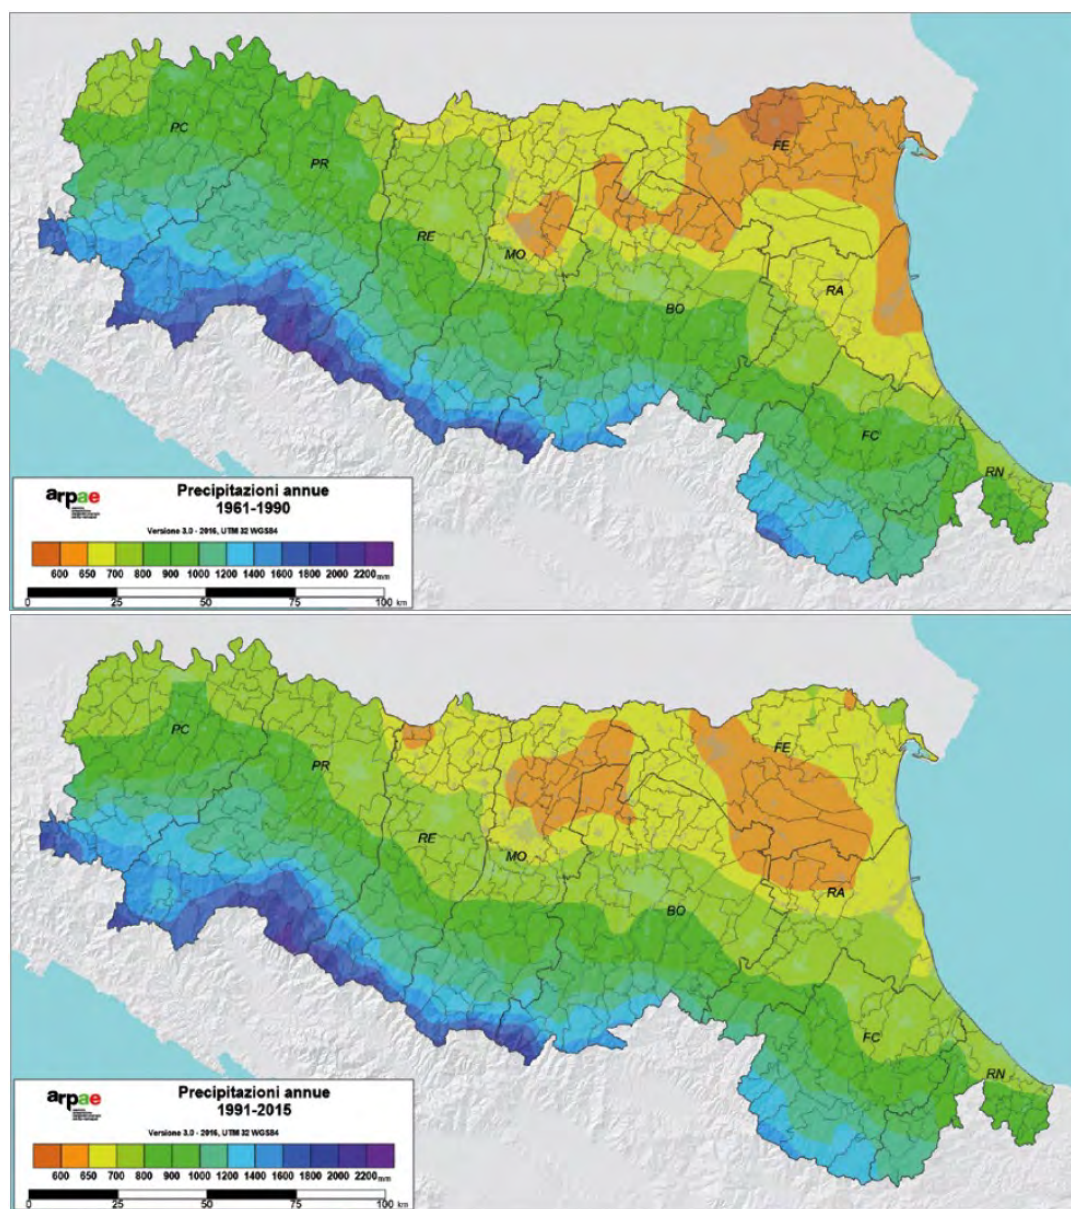 PC
FE
PR
RE
MO
RA
BO
FC
RN
arpae
Precipitazioni annue
1961-1990
Versione 3.0 - 2016, UTM 32 WGS84
600 650 700 800 900 1000 1200 1400 1600 1800 2000 2200 mm
0 25 50 75 100 km
PC
FE
PR
RE
MO
RA
BO
FC
RN
arpae
Precipitazioni annue
1991-2015
Versione 3.0 - 2016, UTM 32 WGS84
600 650 700 800 900 1000 1200 1400 1600 1800 2000 2200 mm
0 25 50 75 100 km